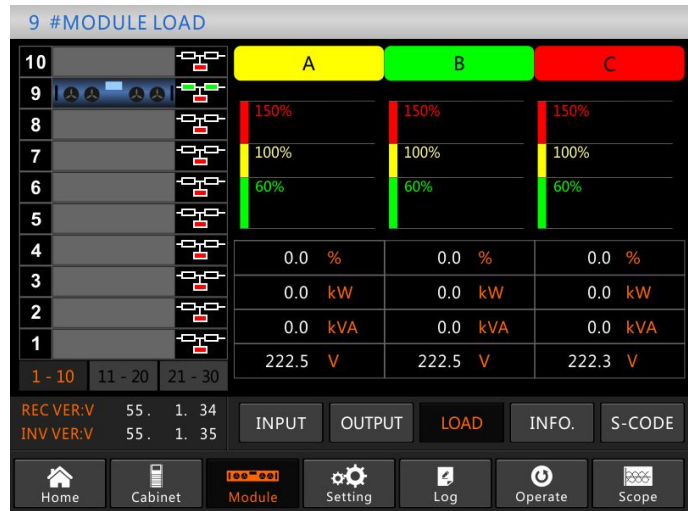 9 #MODULE LOAD
10
9
8
7
6
5
4
3
2
1
1 - 10 11 - 20 21 - 30
A B C
150% 150% 150%
100% 100% 100%
60% 60% 60%
0.0 % 0.0 % 0.0 %
0.0 kW 0.0 kW 0.0 kW
0.0 kVA 0.0 kVA 0.0 kVA
222.5 V 222.5 V 222.3 V
REC VER:V 55. 1. 34
INV VER:V 55. 1. 35
INPUT OUTPUT LOAD INFO. S-CODE
Home Cabinet Module Setting Log Operate Scope